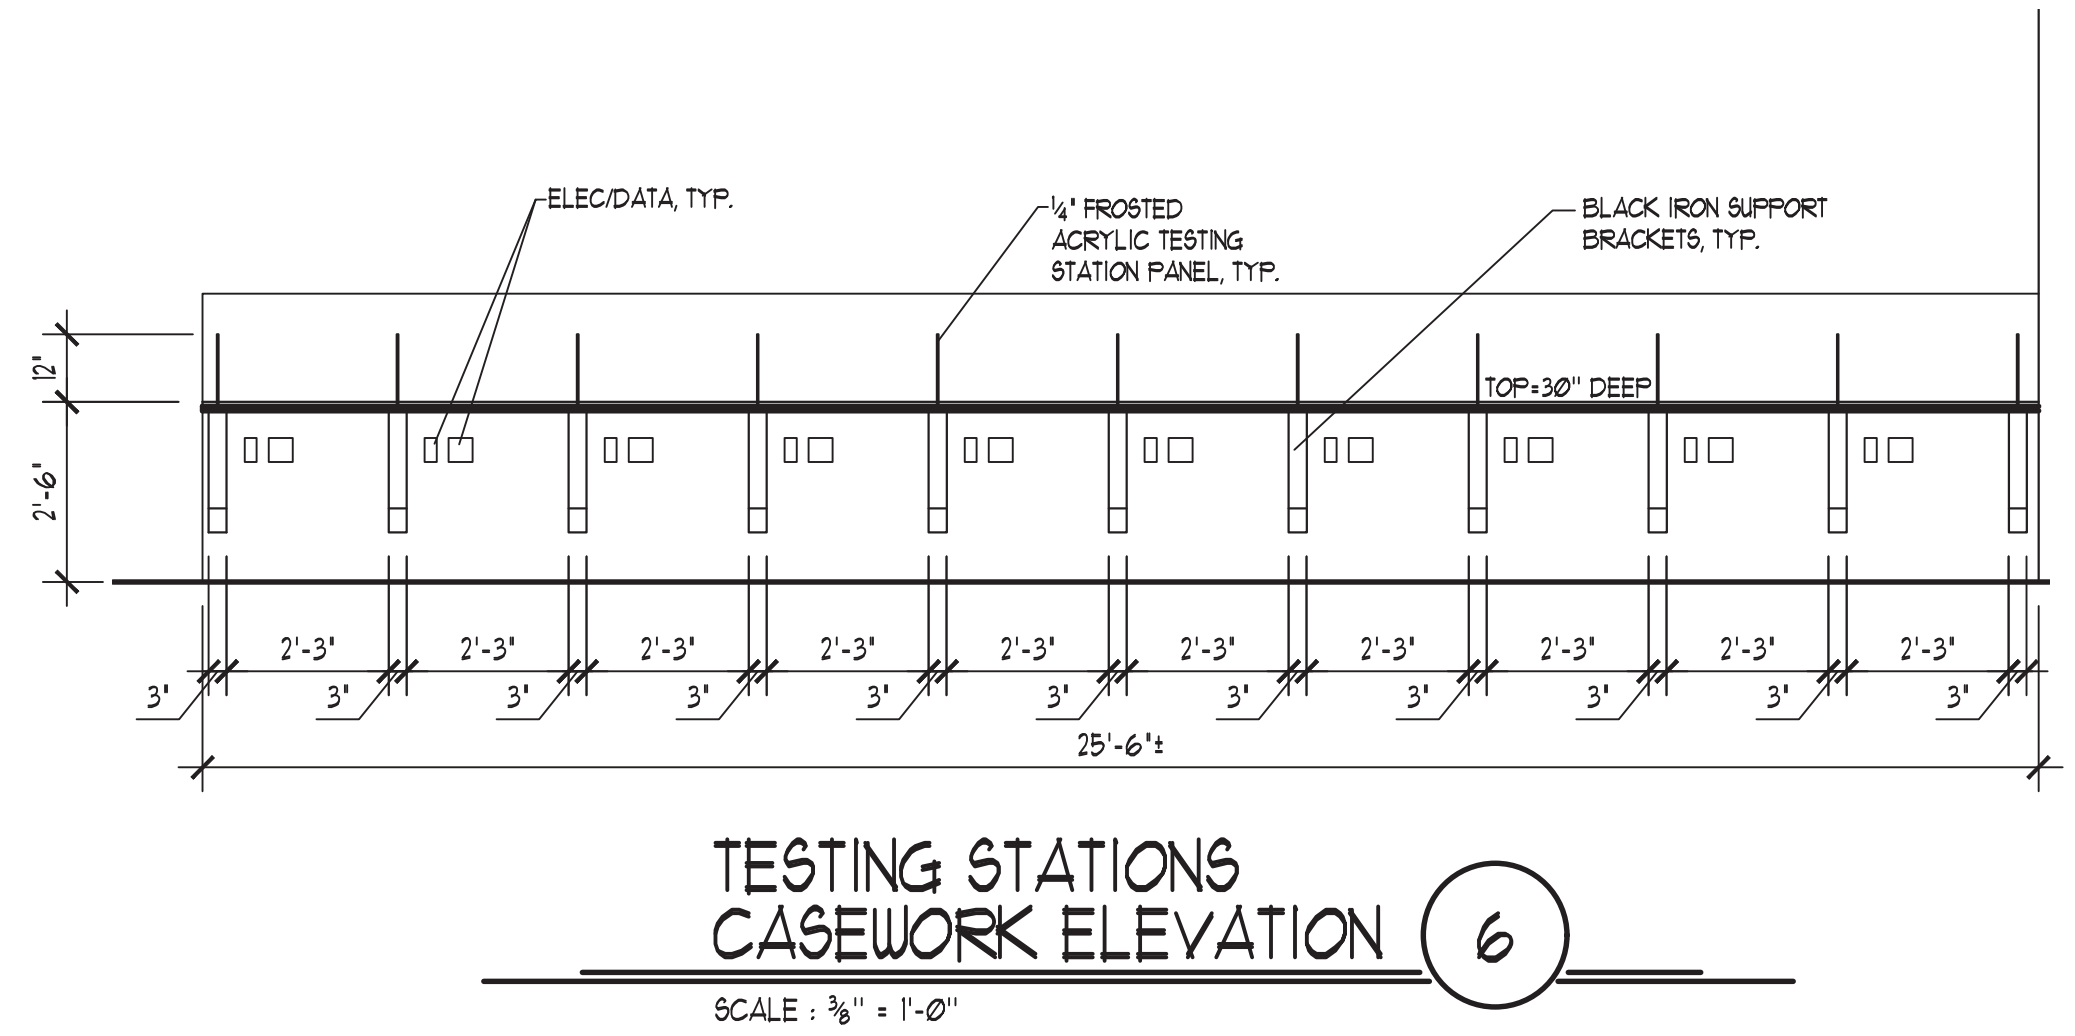 ELEC/DATA, TYP.
1/4" FROSTED
ACRYLIC TESTING
STATION PANEL, TYP.
BLACK IRON SUPPORT
BRACKETS, TYP.
12"
TOP=30" DEEP
2'-6"
2'-3" 2'-3" 2'-3" 2'-3" 2'-3" 2'-3" 2'-3" 2'-3" 2'-3" 2'-3"
3" 3" 3" 3" 3" 3" 3" 3" 3" 3" 3"
25'-6"±
TESTING STATIONS
CASEWORK ELEVATION 6
SCALE : 3/8" = 1'-0"